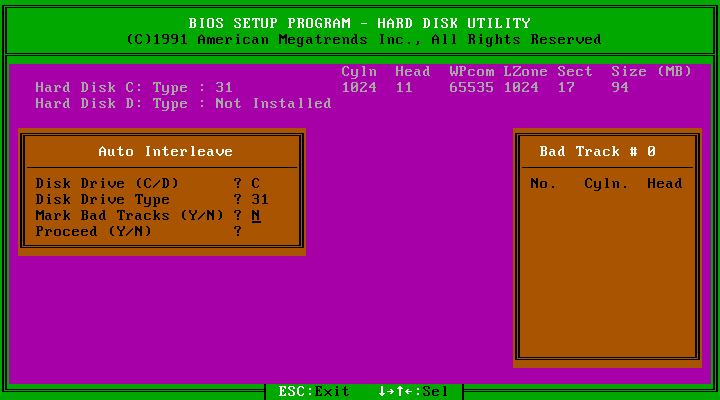 BIOS SETUP PROGRAM - HARD DISK UTILITY
(C)1991 American Megatrends Inc., All Rights Reserved
Cyln Head WPcom LZone Sect Size (MB)
Hard Disk C: Type : 31 1024 11 65535 1024 17 94
Hard Disk D: Type : Not Installed
Auto Interleave
Disk Drive (C/D) ? C
Disk Drive Type ? 31
Mark Bad Tracks (Y/N) ? N
Proceed (Y/N) ?
Bad Track # 0
No. Cyln. Head
ESC:Exit ↓→↑←:Sel